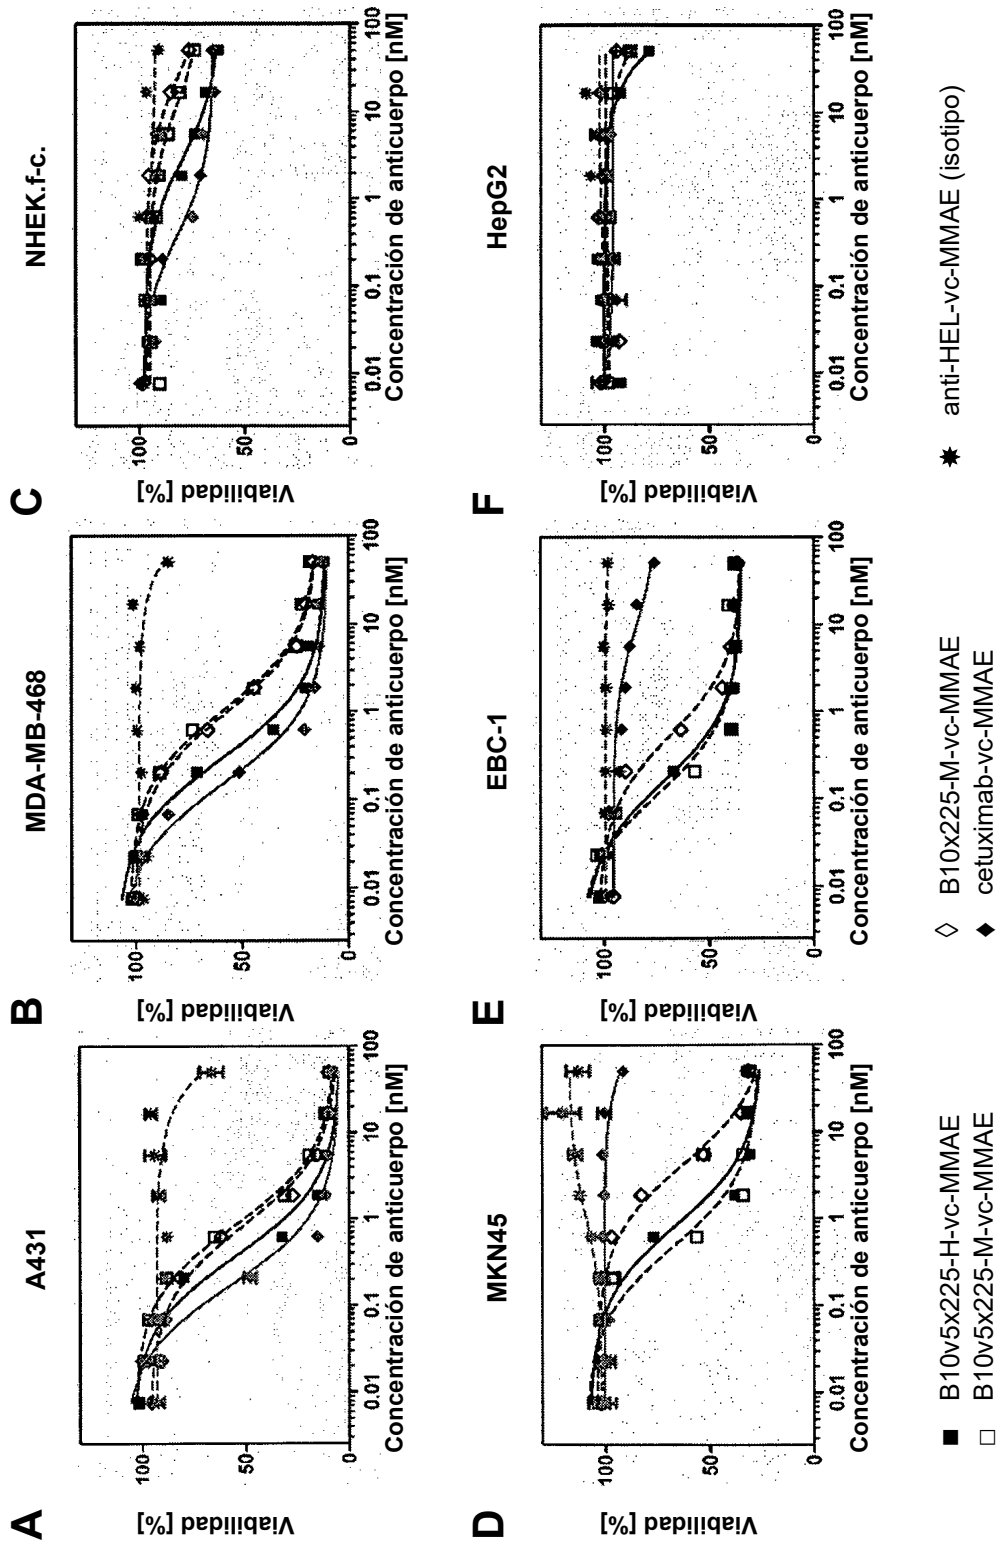 A
A431
Viabilidad [%]
100
50
0
0.01
0.1
1
10
100
Concentración de anticuerpo [nM]
B
MDA-MB-468
Viabilidad [%]
100
50
0
0.01
0.1
1
10
100
Concentración de anticuerpo [nM]
C
NHEK.f-c.
Viabilidad [%]
100
50
0
0.01
0.1
1
10
100
Concentración de anticuerpo [nM]
D
MKN45
Viabilidad [%]
100
50
0
0.01
0.1
1
10
100
Concentración de anticuerpo [nM]
E
EBC-1
Viabilidad [%]
100
50
0
0.01
0.1
1
10
100
Concentración de anticuerpo [nM]
F
HepG2
Viabilidad [%]
100
50
0
0.01
0.1
1
10
100
Concentración de anticuerpo [nM]
B10v5x225-H-vc-MMAE
B10v5x225-M-vc-MMAE
B10x225-M-vc-MMAE
cetuximab-vc-MMAE
anti-HEL-vc-MMAE (isotipo)